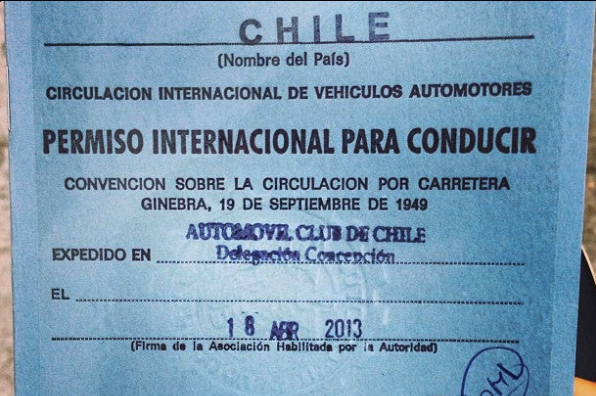 CHILE
(Nombre del País)
CIRCULACION INTERNACIONAL DE VEHICULOS AUTOMOTORES
PERMISO INTERNACIONAL PARA CONDUCIR
CONVENCION SOBRE LA CIRCULACION POR CARRETERA
GINEBRA, 19 DE SEPTIEMBRE DE 1949
AUTOMOVIL CLUB DE CHILE
EXPEDIDO EN Delegación Concepción
EL
18 ABR 2013
(Firma de la Asociación Habilitada por la Autoridad)